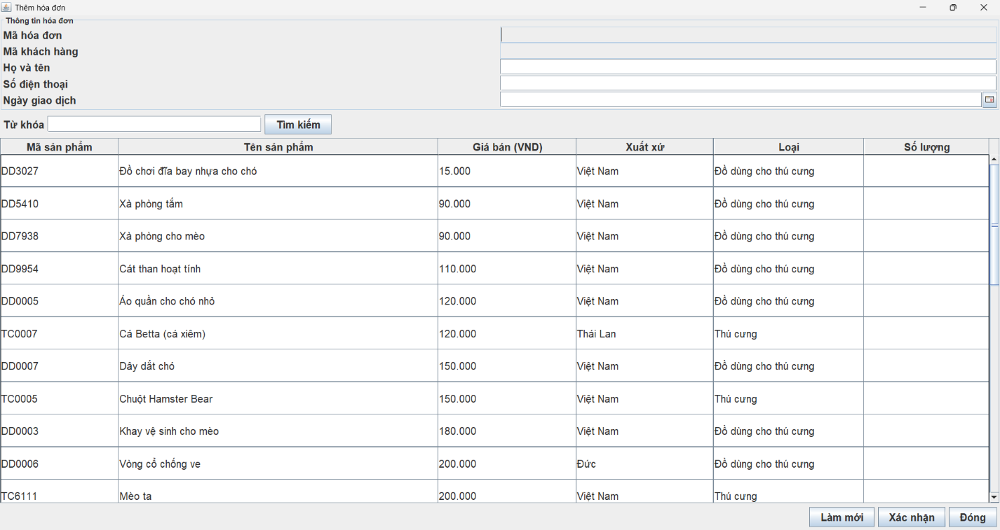 Thêm hóa đơn
Thông tin hóa đơn
Mã hóa đơn
Mã khách hàng
Họ và tên
Số điện thoại
Ngày giao dịch
Từ khóa Tìm kiếm
Mã sản phẩm Tên sản phẩm Giá bán (VND) Xuất xứ Loại Số lượng
DD3027 Đồ chơi đĩa bay nhựa cho chó 15.000 Việt Nam Đồ dùng cho thú cưng
DD5410 Xà phòng tắm 90.000 Việt Nam Đồ dùng cho thú cưng
DD7938 Xà phòng cho mèo 90.000 Việt Nam Đồ dùng cho thú cưng
DD9954 Cát than hoạt tính 110.000 Việt Nam Đồ dùng cho thú cưng
DD0005 Áo quần cho chó nhỏ 120.000 Việt Nam Đồ dùng cho thú cưng
TC0007 Cá Betta (cá xiêm) 120.000 Thái Lan Thú cưng
DD0007 Dây dắt chó 150.000 Việt Nam Đồ dùng cho thú cưng
TC0005 Chuột Hamster Bear 150.000 Việt Nam Thú cưng
DD0003 Khay vệ sinh cho mèo 180.000 Việt Nam Đồ dùng cho thú cưng
DD0006 Vòng cổ chống ve 200.000 Đức Đồ dùng cho thú cưng
TC6111 Mèo ta 200.000 Việt Nam Thú cưng
Làm mới Xác nhận Đóng